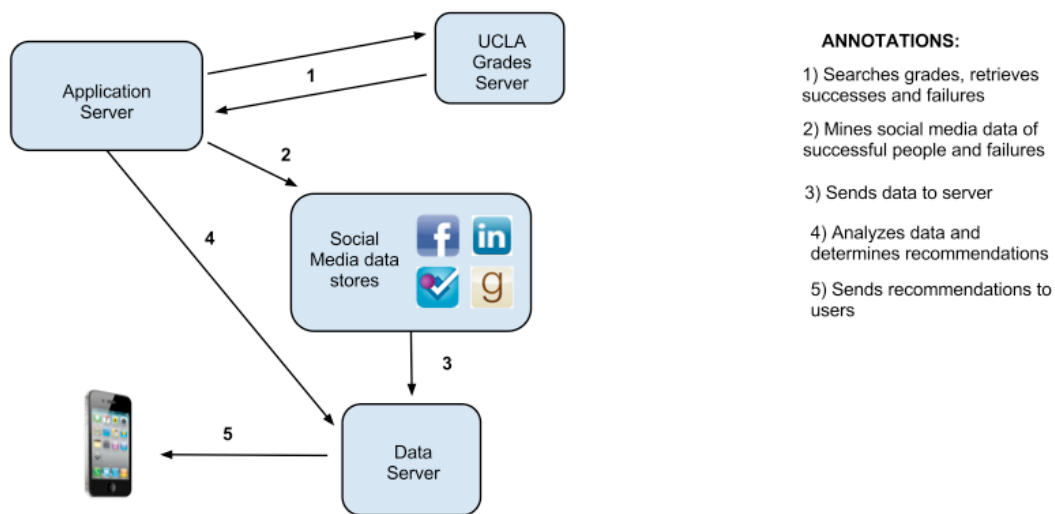 Application
Server
1
UCLA
Grades
Server
2
4
Social
Media data
stores
f
in
g
3
5
Data
Server
ANNOTATIONS:
1) Searches grades, retrieves
successes and failures
2) Mines social media data of
successful people and failures
3) Sends data to server
4) Analyzes data and
determines recommendations
5) Sends recommendations to
users